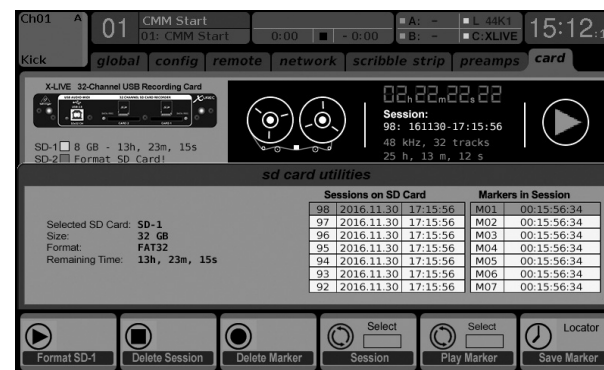 Ch01 A
Kick
01
CMM Start
01: CMM Start
0:00
- 0:00
A: -
B: -
L 44K1
C:XLIVE
15:12
global config remote network scribble strip preamps card
X-LIVE 32-Channel USB Recording Card
SD-1 8 GB - 13h, 23m, 15s
SD-2 Format SD Card!
02h22m22s22
Session:
98: 161130-17:15:56
48 kHz, 32 tracks
25 h, 13 m, 12 s
sd card utilities
Selected SD Card: SD-1
Size: 32 GB
Format: FAT32
Remaining Time: 13h, 23m, 15s
Sessions on SD Card
98 2016.11.30 17:15:56
97 2016.11.30 17:15:56
96 2016.11.30 17:15:56
95 2016.11.30 17:15:56
94 2016.11.30 17:15:56
93 2016.11.30 17:15:56
92 2016.11.30 17:15:56
Markers in Session
M01 00:15:56:34
M02 00:15:56:34
M03 00:15:56:34
M04 00:15:56:34
M05 00:15:56:34
M06 00:15:56:34
M07 00:15:56:34
Format SD-1
Delete Session
Delete Marker
Select
Session
Select
Play Marker
Locator
Save Marker